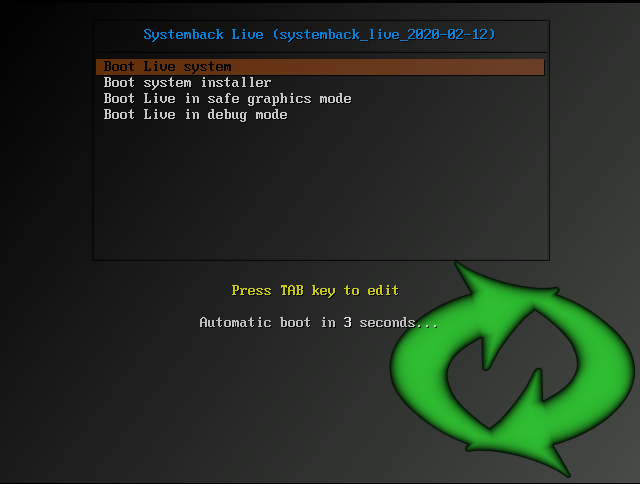 Systemback Live (systemback_live_2020-02-12)
Boot Live system
Boot system installer
Boot Live in safe graphics mode
Boot Live in debug mode
Press TAB key to edit
Automatic boot in 3 seconds...